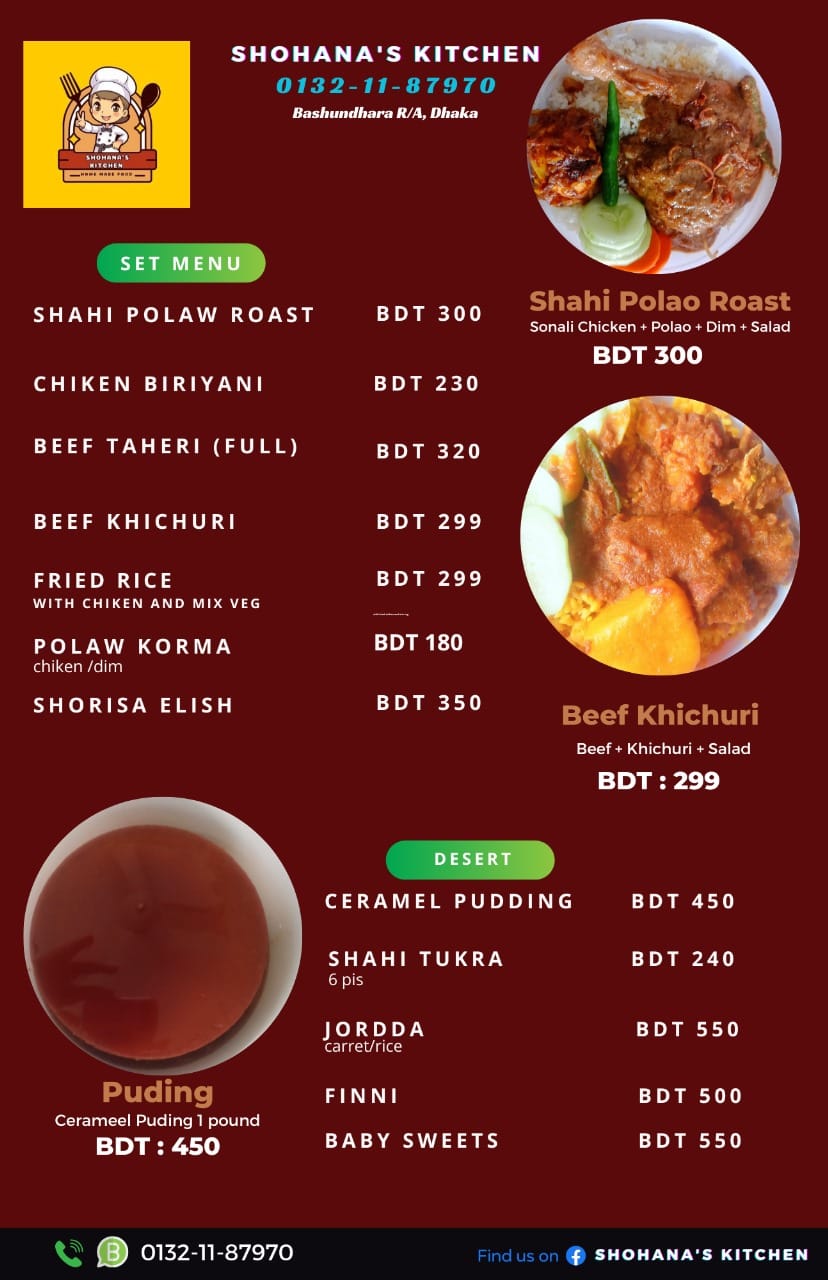 SHOHANA'S KITCHEN
0132-11-87970
Bashundhara R/A, Dhaka
SHOHANA'S
KITCHEN
HOME MADE FOOD
SET MENU
SHAHI POLAW ROAST BDT 300
CHIKEN BIRIYANI BDT 230
BEEF TAHERI (FULL) BDT 320
BEEF KHICHURI BDT 299
FRIED RICE BDT 299
WITH CHIKEN AND MIX VEG
POLAW KORMA BDT 180
chiken /dim
SHORISA ELISH BDT 350
Shahi Polao Roast
Sonali Chicken + Polao + Dim + Salad
BDT 300
Beef Khichuri
Beef + Khichuri + Salad
BDT : 299
Puding
Cerameel Puding 1 pound
BDT : 450
DESERT
CERAMEL PUDDING BDT 450
SHAHI TUKRA BDT 240
6 pis
JORDDA BDT 550
carret/rice
FINNI BDT 500
BABY SWEETS BDT 550
B 0132-11-87970
Find us on SHOHANA'S KITCHEN